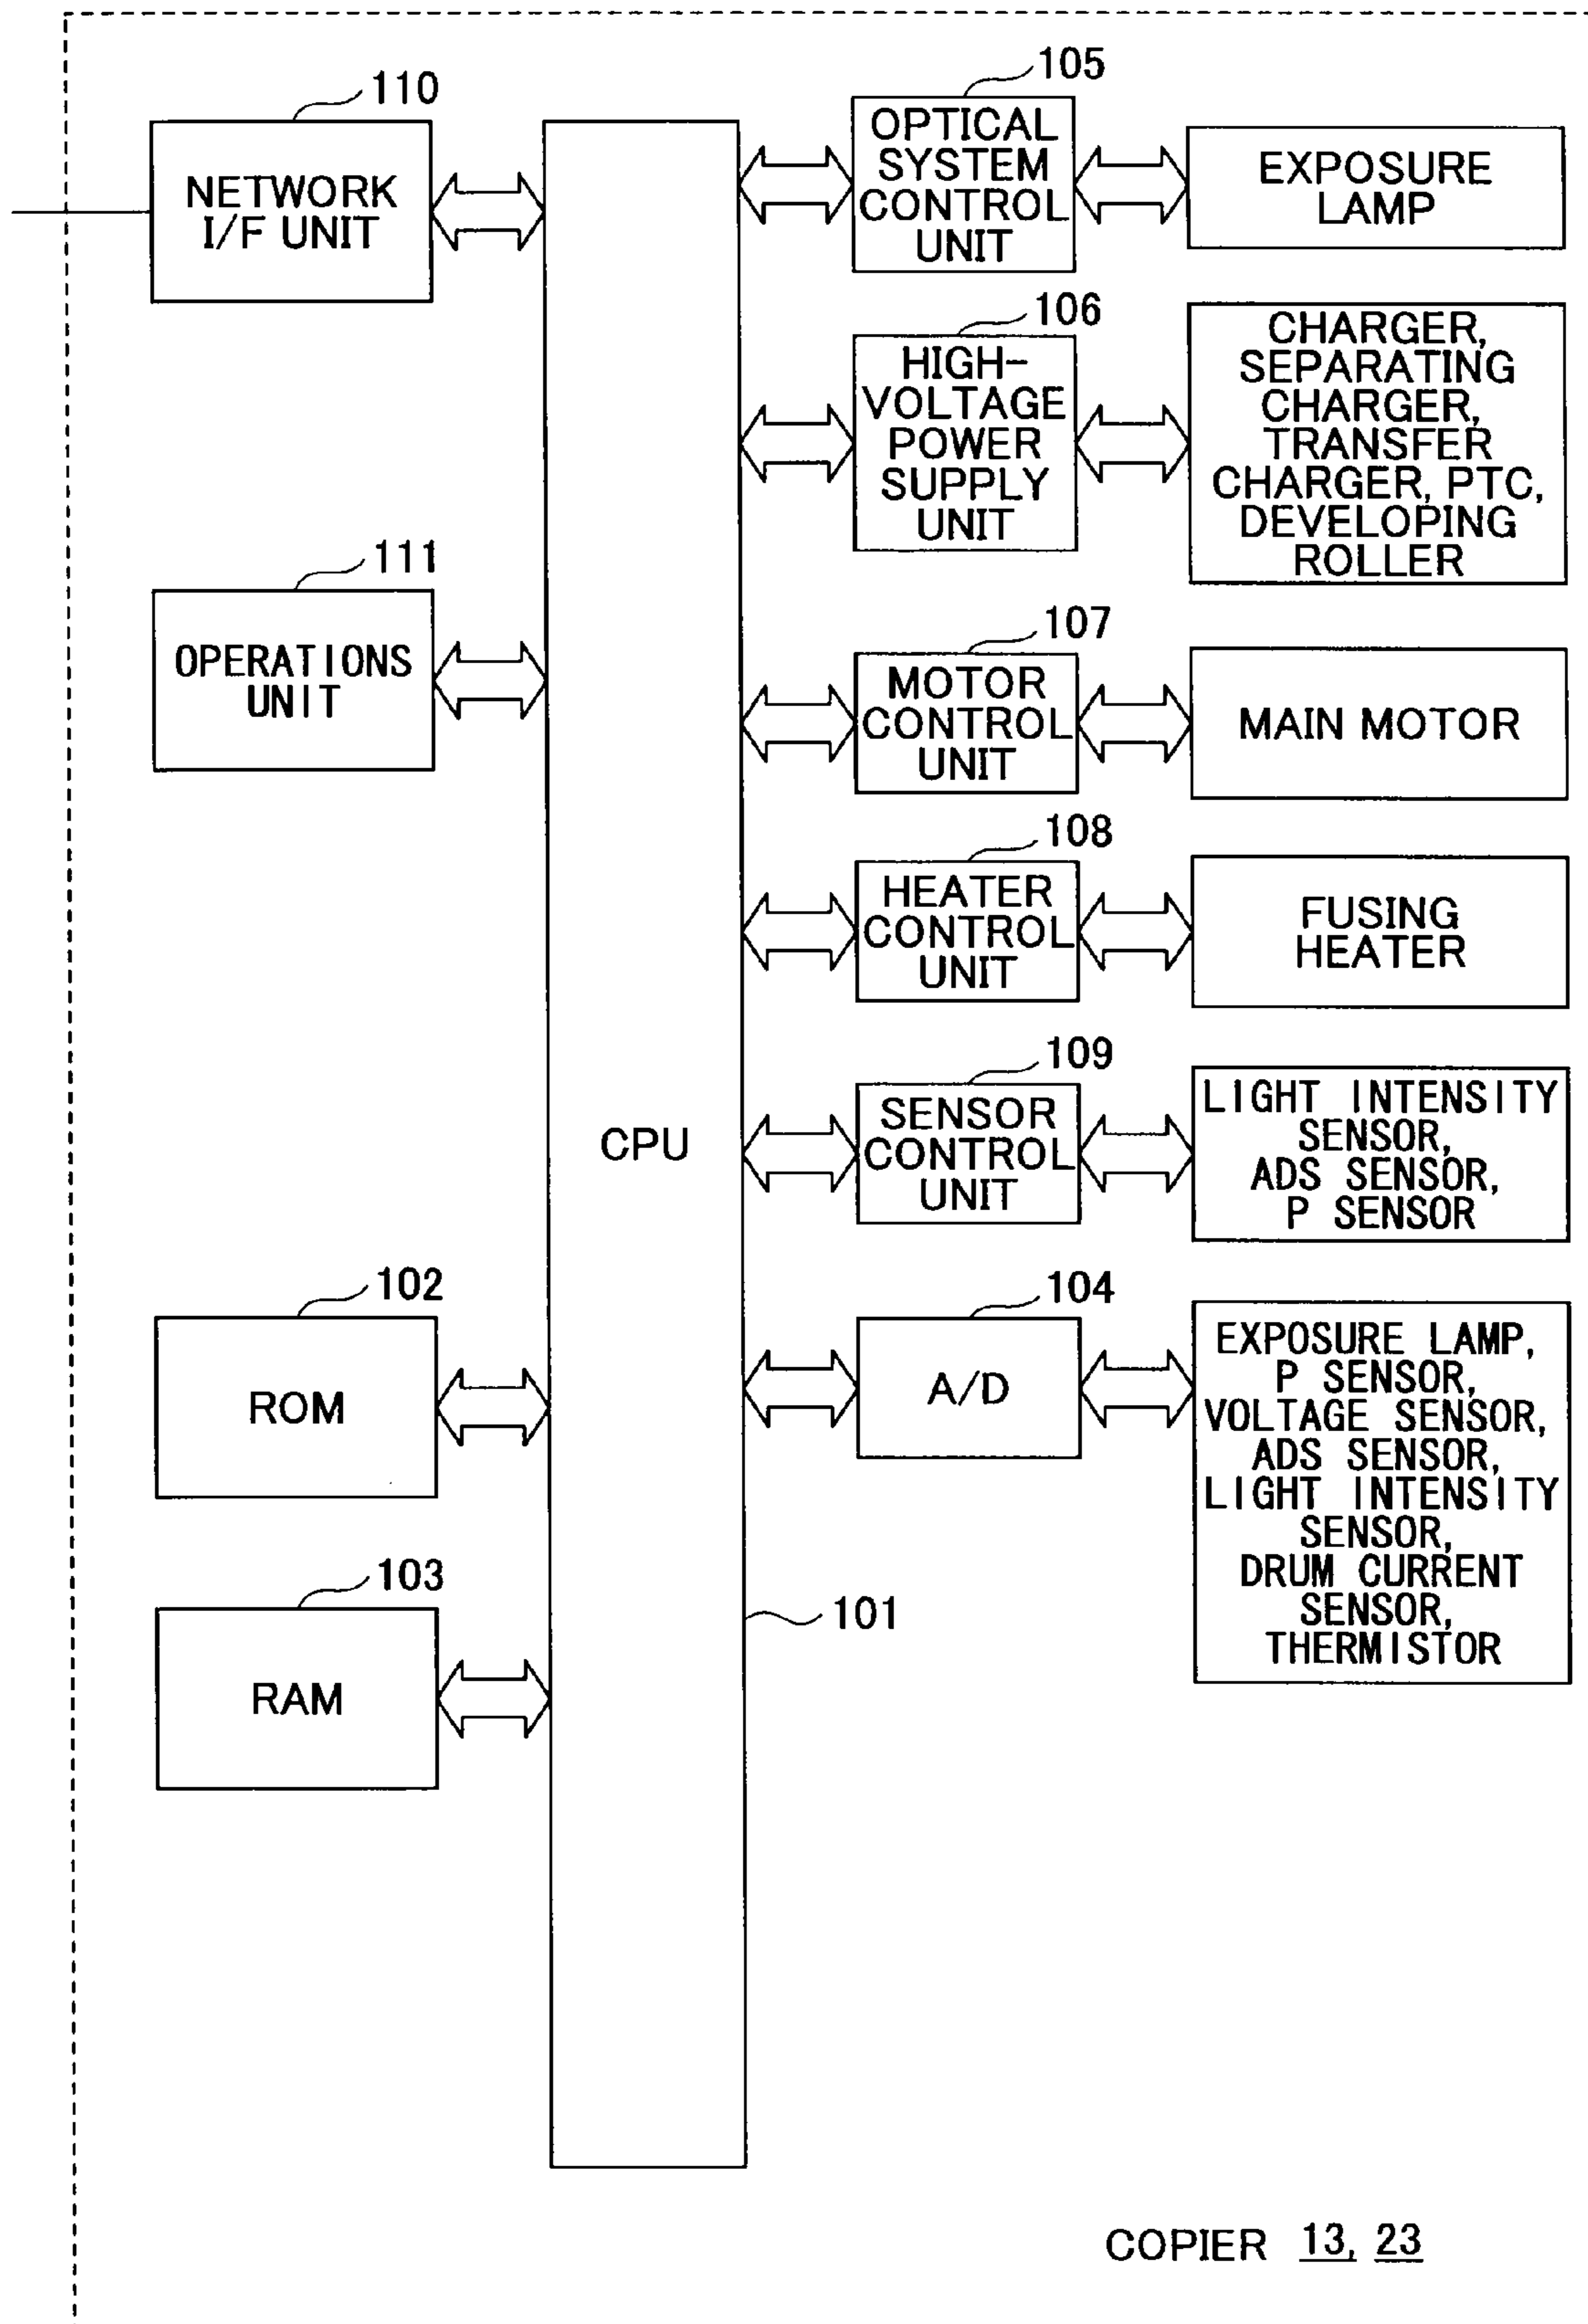 110
NETWORK
I/F UNIT
111
OPERATIONS
UNIT
102
ROM
103
RAM
CPU
101
105
OPTICAL
SYSTEM
CONTROL
UNIT
EXPOSURE
LAMP
106
HIGH-
VOLTAGE
POWER
SUPPLY
UNIT
CHARGER,
SEPARATING
CHARGER,
TRANSFER
CHARGER, PTC,
DEVELOPING
ROLLER
107
MOTOR
CONTROL
UNIT
MAIN MOTOR
108
HEATER
CONTROL
UNIT
FUSING
HEATER
109
SENSOR
CONTROL
UNIT
LIGHT INTENSITY
SENSOR,
ADS SENSOR,
P SENSOR
104
A/D
EXPOSURE LAMP,
P SENSOR,
VOLTAGE SENSOR,
ADS SENSOR,
LIGHT INTENSITY
SENSOR,
DRUM CURRENT
SENSOR,
THERMISTOR
COPIER 13, 23